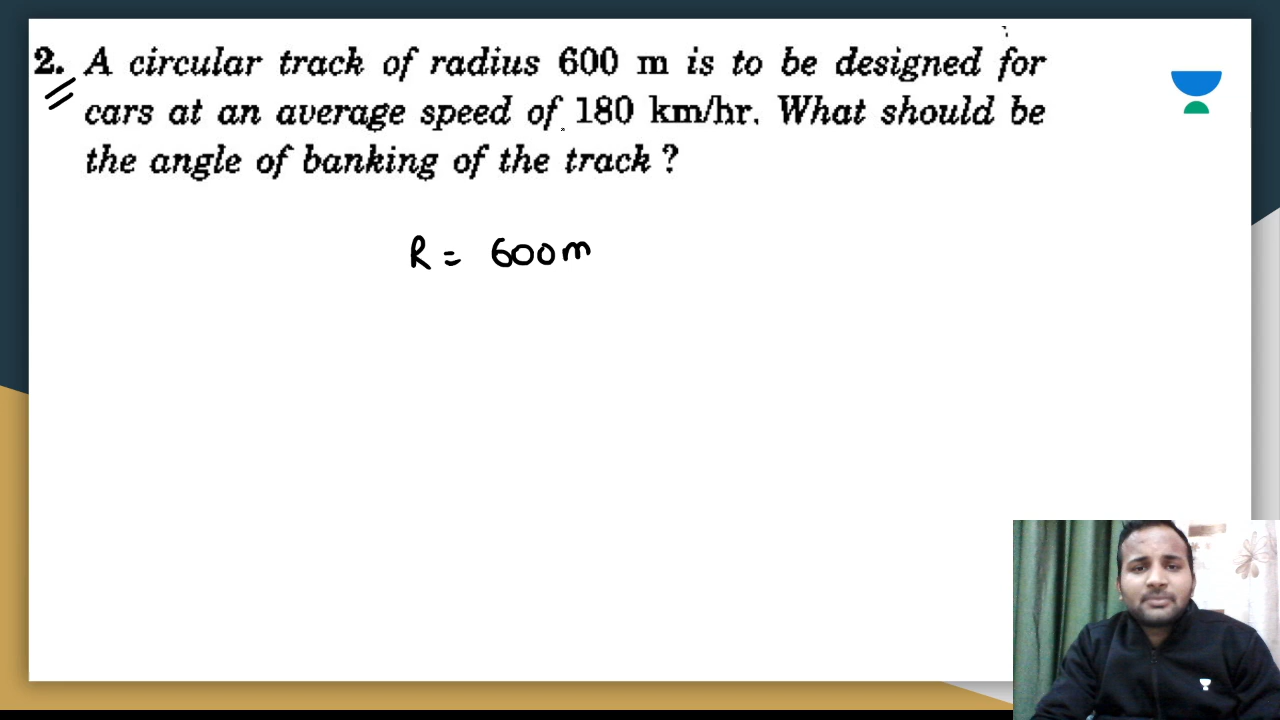 2. A circular track of radius 600 m is to be designed for
cars at an average speed of 180 km/hr. What should be
the angle of banking of the track ?
R = 600m